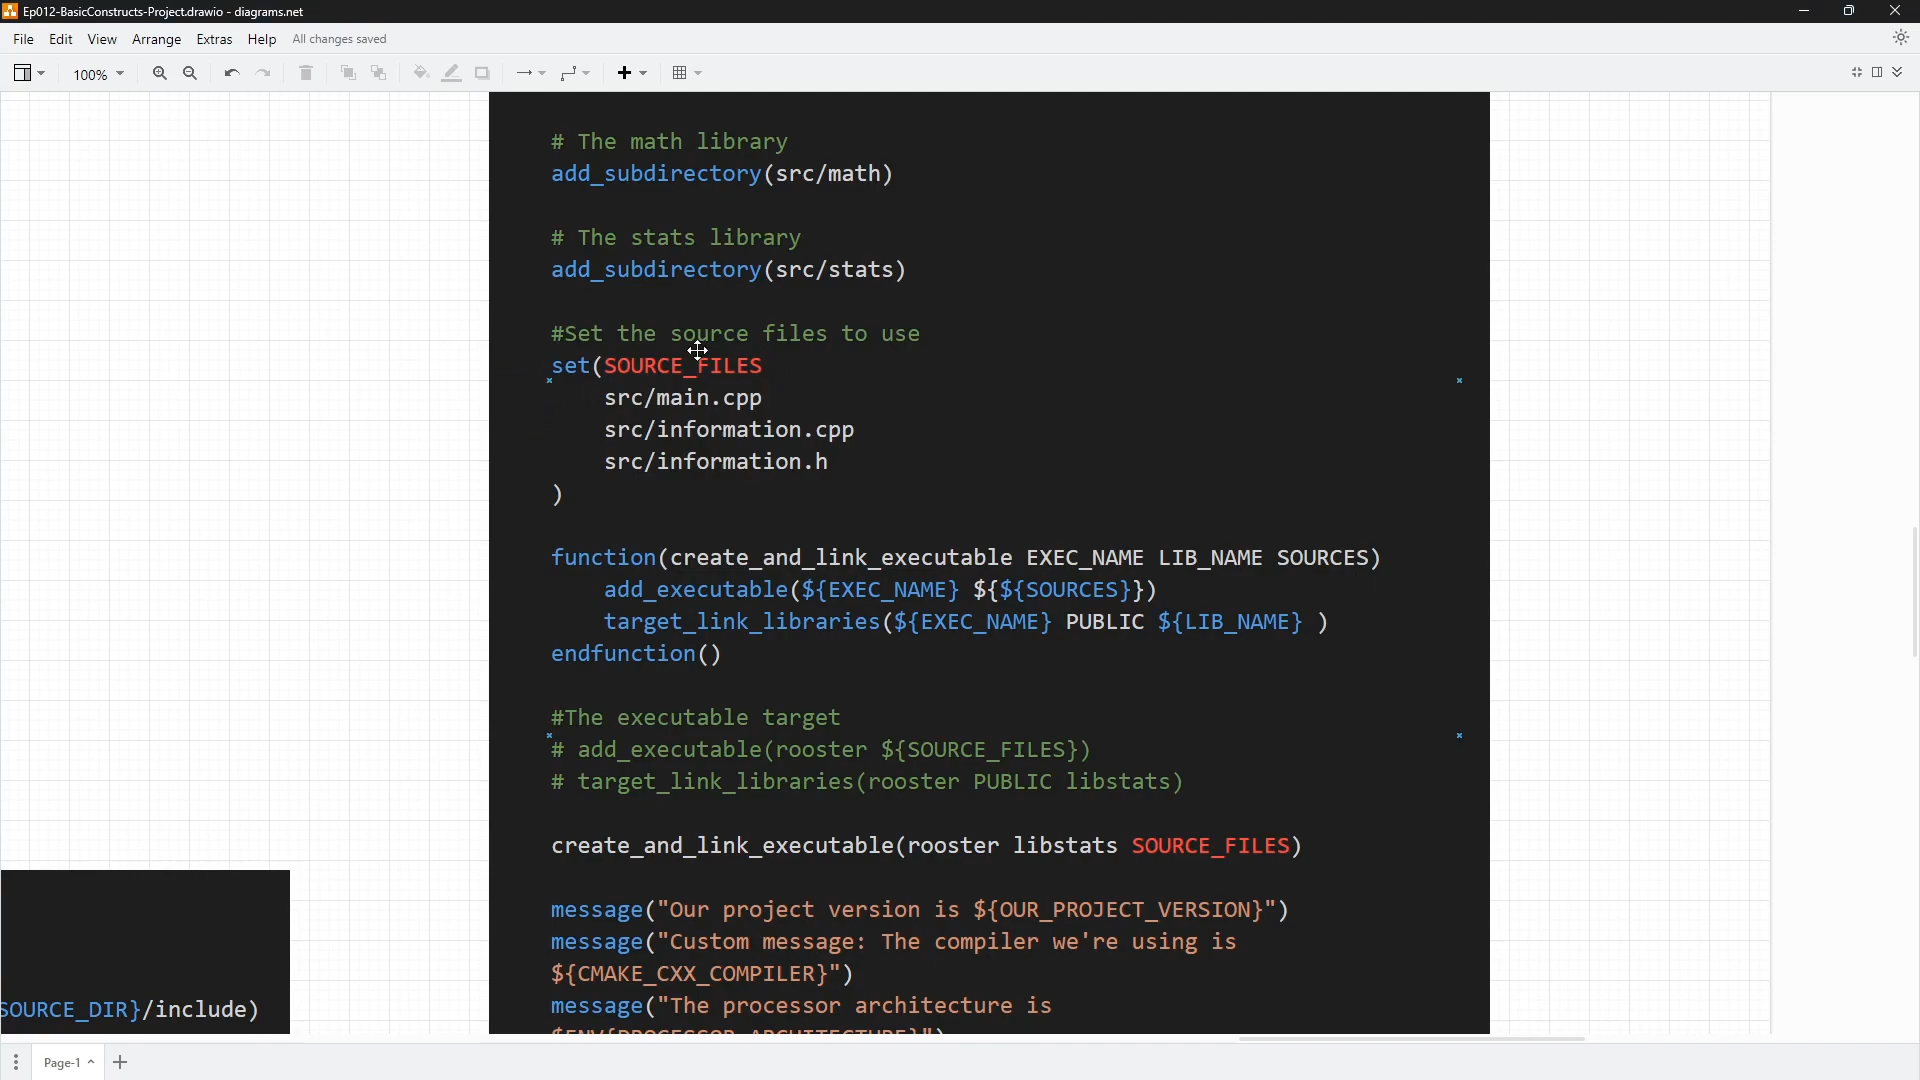 Ep012-BasicConstructs-Project.drawio - diagrams.net
File Edit View Arrange Extras Help All changes saved
100%
# The math library
add_subdirectory(src/math)
# The stats library
add_subdirectory(src/stats)
#Set the source files to use
set(SOURCE_FILES
src/main.cpp
src/information.cpp
src/information.h
)
function(create_and_link_executable EXEC_NAME LIB_NAME SOURCES)
add_executable(${EXEC_NAME} ${${SOURCES}})
target_link_libraries(${EXEC_NAME} PUBLIC ${LIB_NAME} )
endfunction()
#The executable target
# add_executable(rooster ${SOURCE_FILES})
# target_link_libraries(rooster PUBLIC libstats)
create_and_link_executable(rooster libstats SOURCE_FILES)
message("Our project version is ${OUR_PROJECT_VERSION}")
message("Custom message: The compiler we're using is
${CMAKE_CXX_COMPILER}")
message("The processor architecture is
$ENV{PROCESSOR_ARCHITECTURE}")
SOURCE_DIR}/include)
Page-1